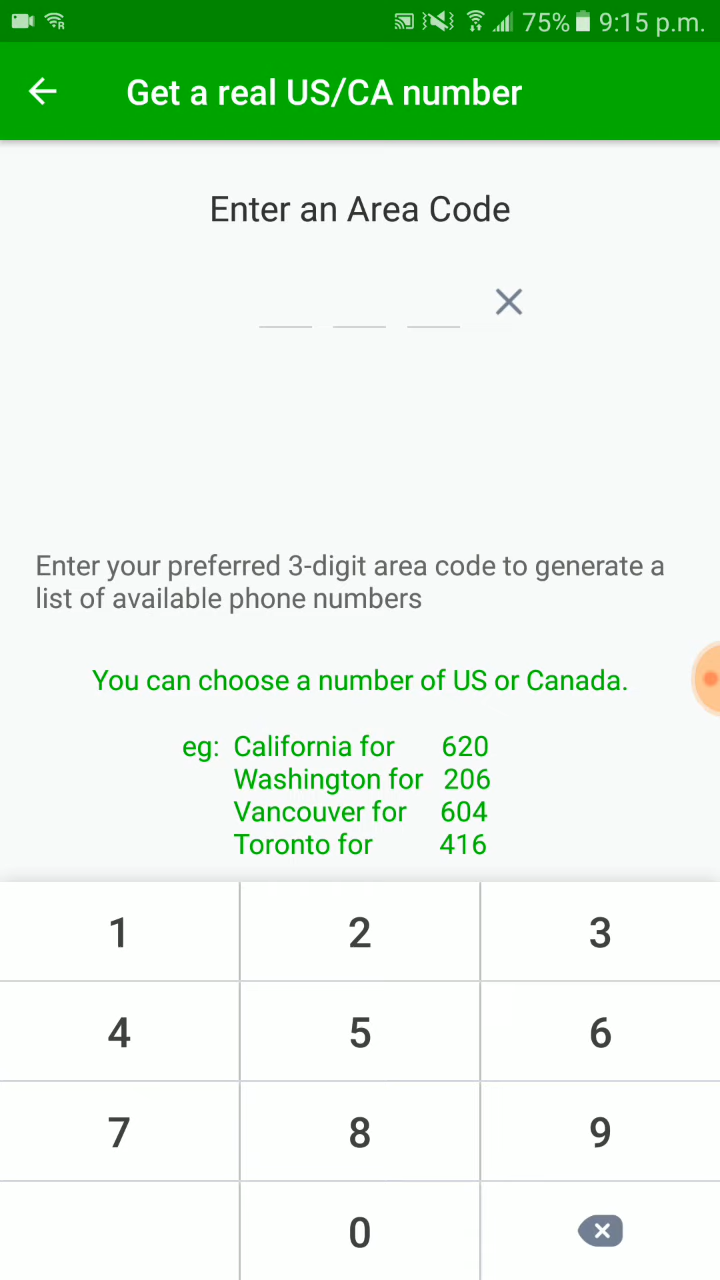 75% 9:15 p.m.
Get a real US/CA number
Enter an Area Code
Enter your preferred 3-digit area code to generate a
list of available phone numbers
You can choose a number of US or Canada.
eg: California for 620
Washington for 206
Vancouver for 604
Toronto for 416
1 2 3
4 5 6
7 8 9
0